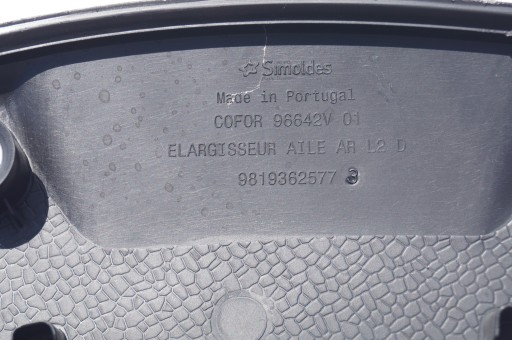 Simoldes
Made in Portugal
COFOR 96642V 01
ELARGISSEUR AILE AR L2 D
9819362577